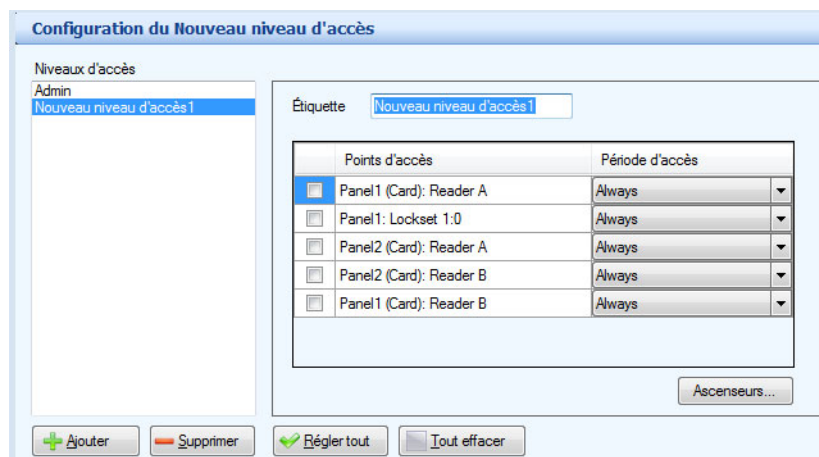 Configuration du Nouveau niveau d'accès
Niveaux d'accès
Admin
Nouveau niveau d'accès1
Étiquette
Nouveau niveau d'accès1
Points d'accès
Période d'accès
Panel1 (Card): Reader A
Always
Panel1: Lockset 1:0
Always
Panel2 (Card): Reader A
Always
Panel2 (Card): Reader B
Always
Panel1 (Card): Reader B
Always
Ascenseurs...
Ajouter
Supprimer
Régler tout
Tout effacer